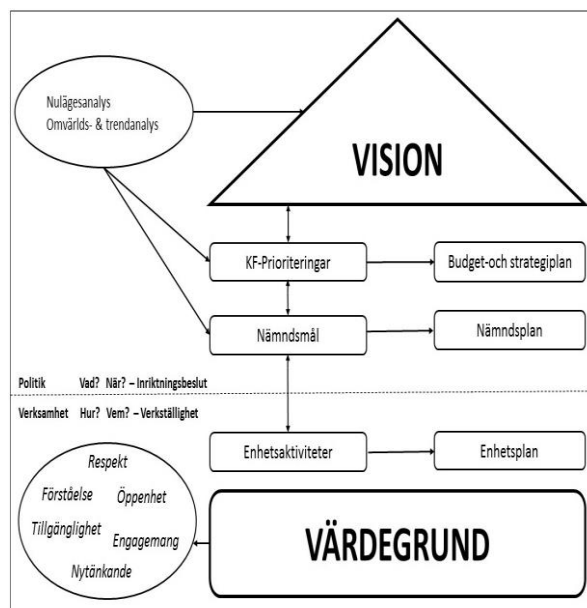 Nulägesanalys
Omvärlds- & trendanalys
VISION
KF-Prioriteringar
Budget-och strategiplan
Nämndsmål
Nämndsplan
Politik Vad? När? – Inriktningsbeslut
Verksamhet Hur? Vem? – Verkställighet
Enhetsaktiviteter
Enhetsplan
Respekt
Förståelse
Öppenhet
Tillgänglighet
Engagemang
Nytänkande
VÄRDEGRUND